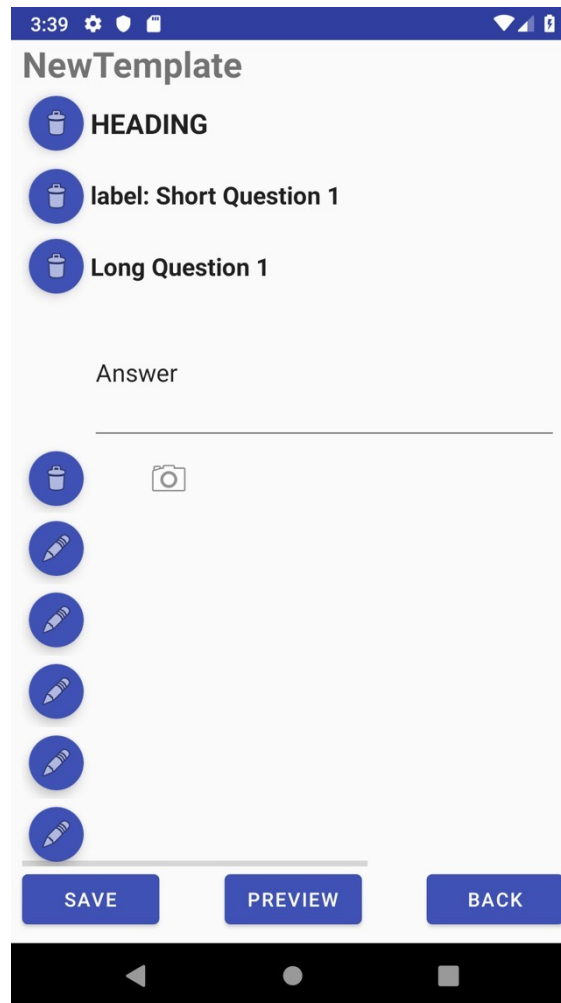 3:39
NewTemplate
HEADING
label: Short Question 1
Long Question 1
Answer
SAVE PREVIEW BACK